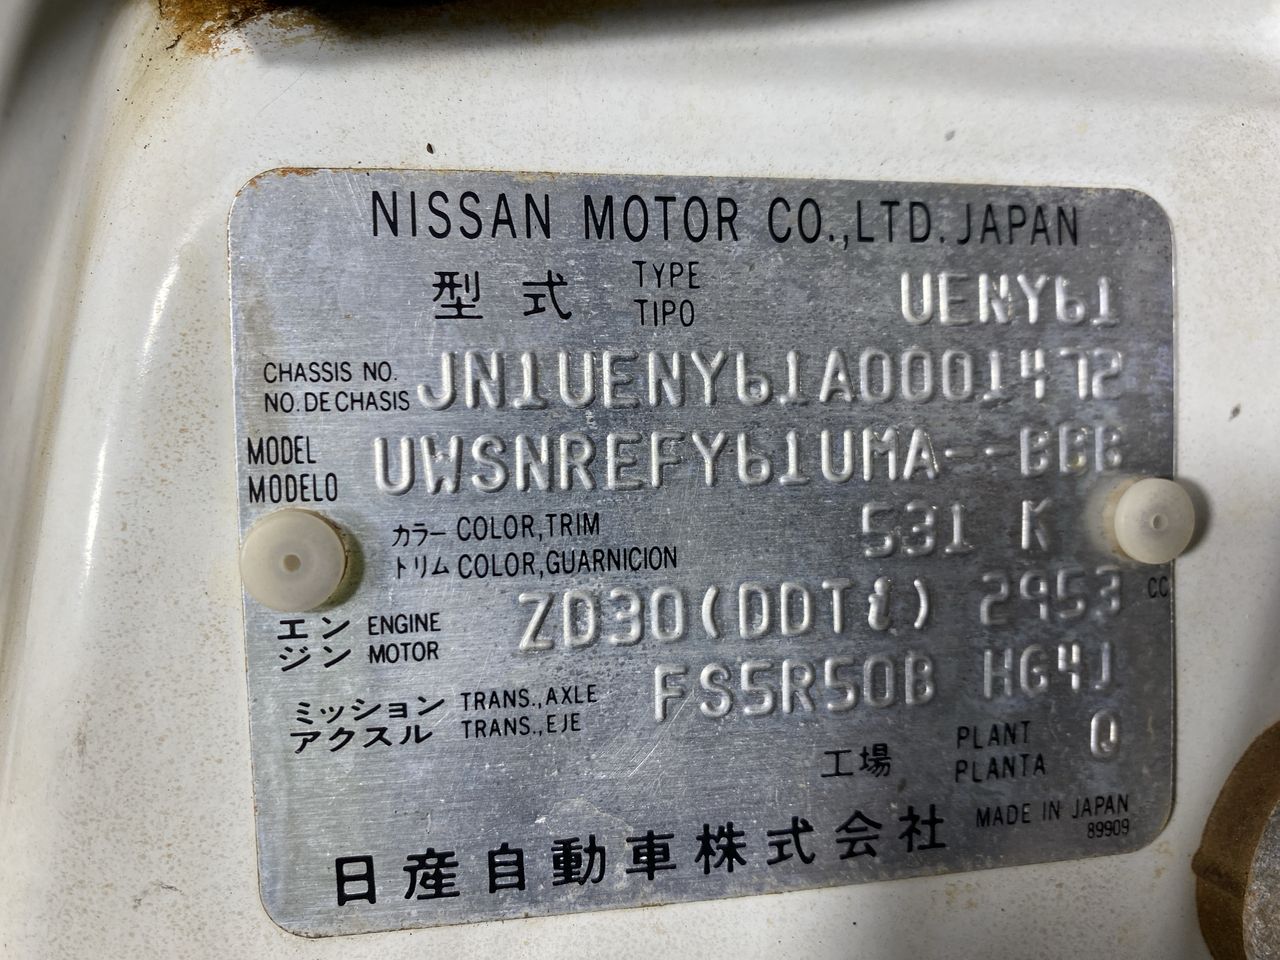 NISSAN MOTOR CO.,LTD. JAPAN
型式 TYPE TIPO UENY61
CHASSIS NO. NO. DE CHASIS JN1UENY61A0001472
MODEL MODELO UWSNREFY61UMA--BBB
カラー COLOR,TRIM
トリム COLOR,GUARNICION 531 K
エンジン ENGINE MOTOR ZD30(DDTi) 2953 CC
ミッション TRANS.,AXLE
アクスル TRANS.,EJE FS5R50B HG41
工場 PLANT PLANTA Q
MADE IN JAPAN
89909
日産自動車株式会社